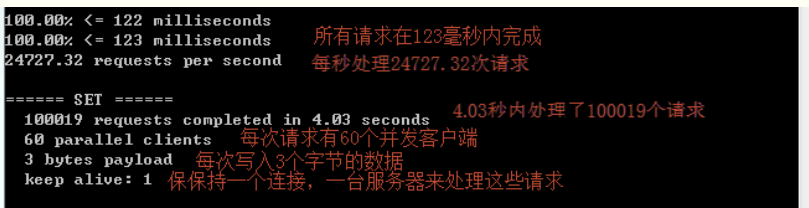 100.00% <= 122 milliseconds
100.00% <= 123 milliseconds 所有请求在123毫秒内完成
24727.32 requests per second 每秒处理24727.32次请求
====== SET ======
100019 requests completed in 4.03 seconds 4.03秒内处理了100019个请求
60 parallel clients 每次请求有60个并发客户端
3 bytes payload 每次写入3个字节的数据
keep alive: 1 保保持一个连接，一台服务器来处理这些请求